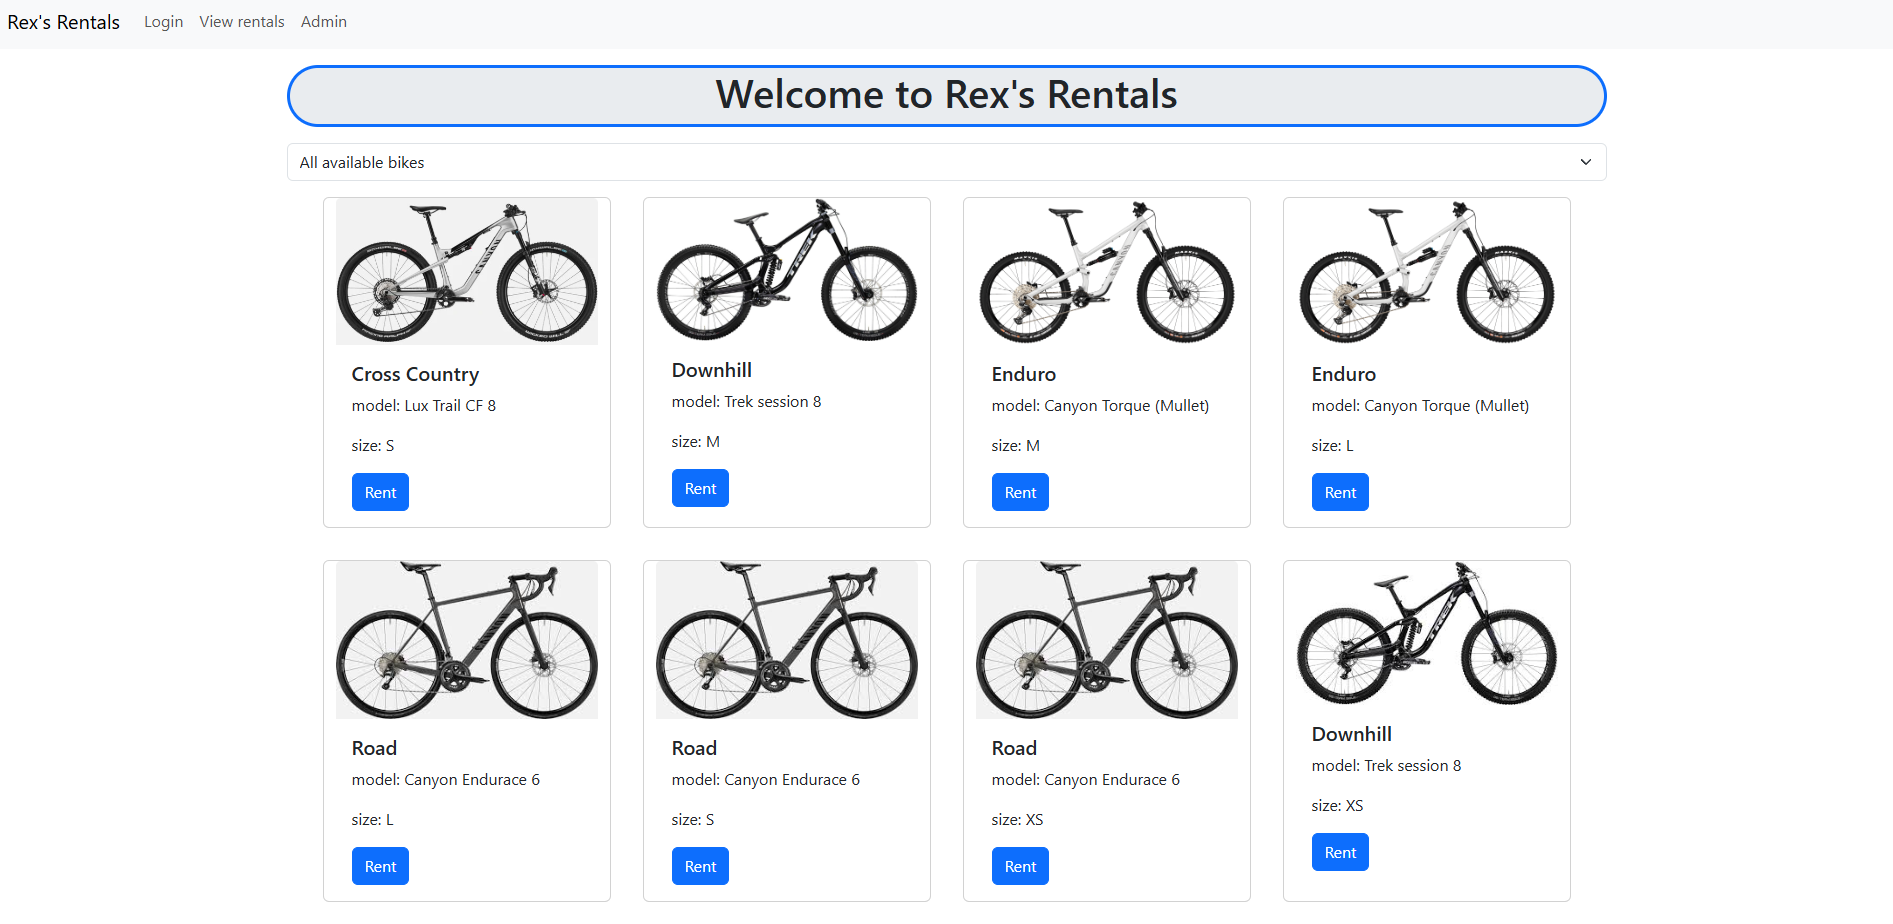 Rex's Rentals Login View rentals Admin
Welcome to Rex's Rentals
All available bikes
Cross Country
model: Lux Trail CF 8
size: S
Rent
TREK
Downhill
model: Trek session 8
size: M
Rent
Enduro
model: Canyon Torque (Mullet)
size: M
Rent
Enduro
model: Canyon Torque (Mullet)
size: L
Rent
Road
model: Canyon Endurace 6
size: L
Rent
Road
model: Canyon Endurace 6
size: S
Rent
Road
model: Canyon Endurace 6
size: XS
Rent
TREK
Downhill
model: Trek session 8
size: XS
Rent